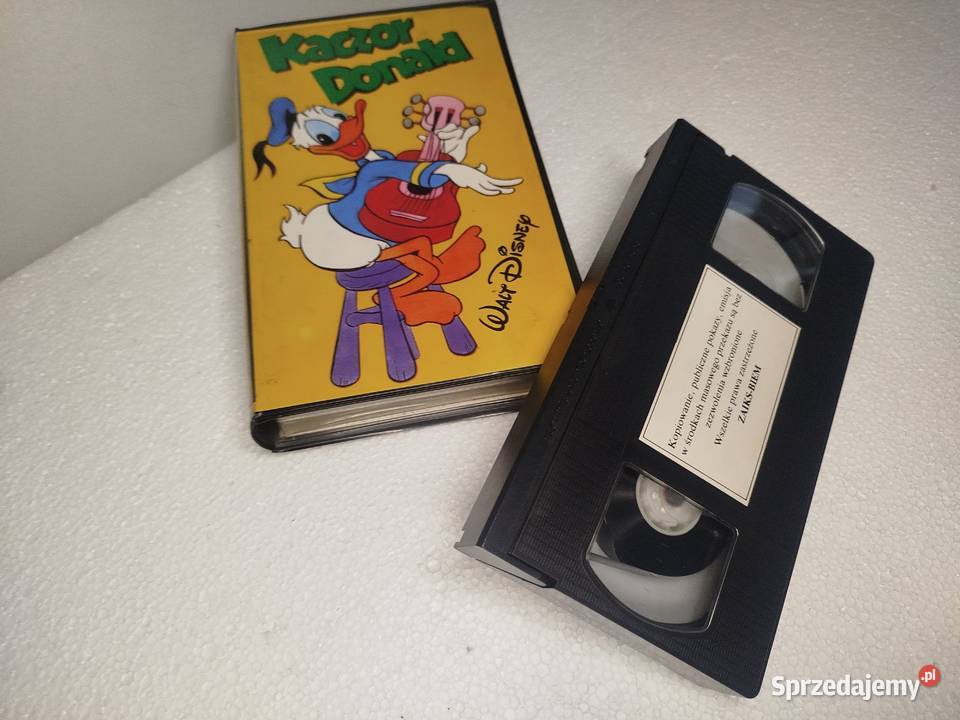 Kaczor
Donald
Walt Disney
Kopiowanie, publiczne pokazy, emisja
w środkach masowego przekazu są bez
zezwolenia wzbronione
Wszelkie prawa zastrzeżone
ZAIKS-BIEM
Sprzedajemy.pl